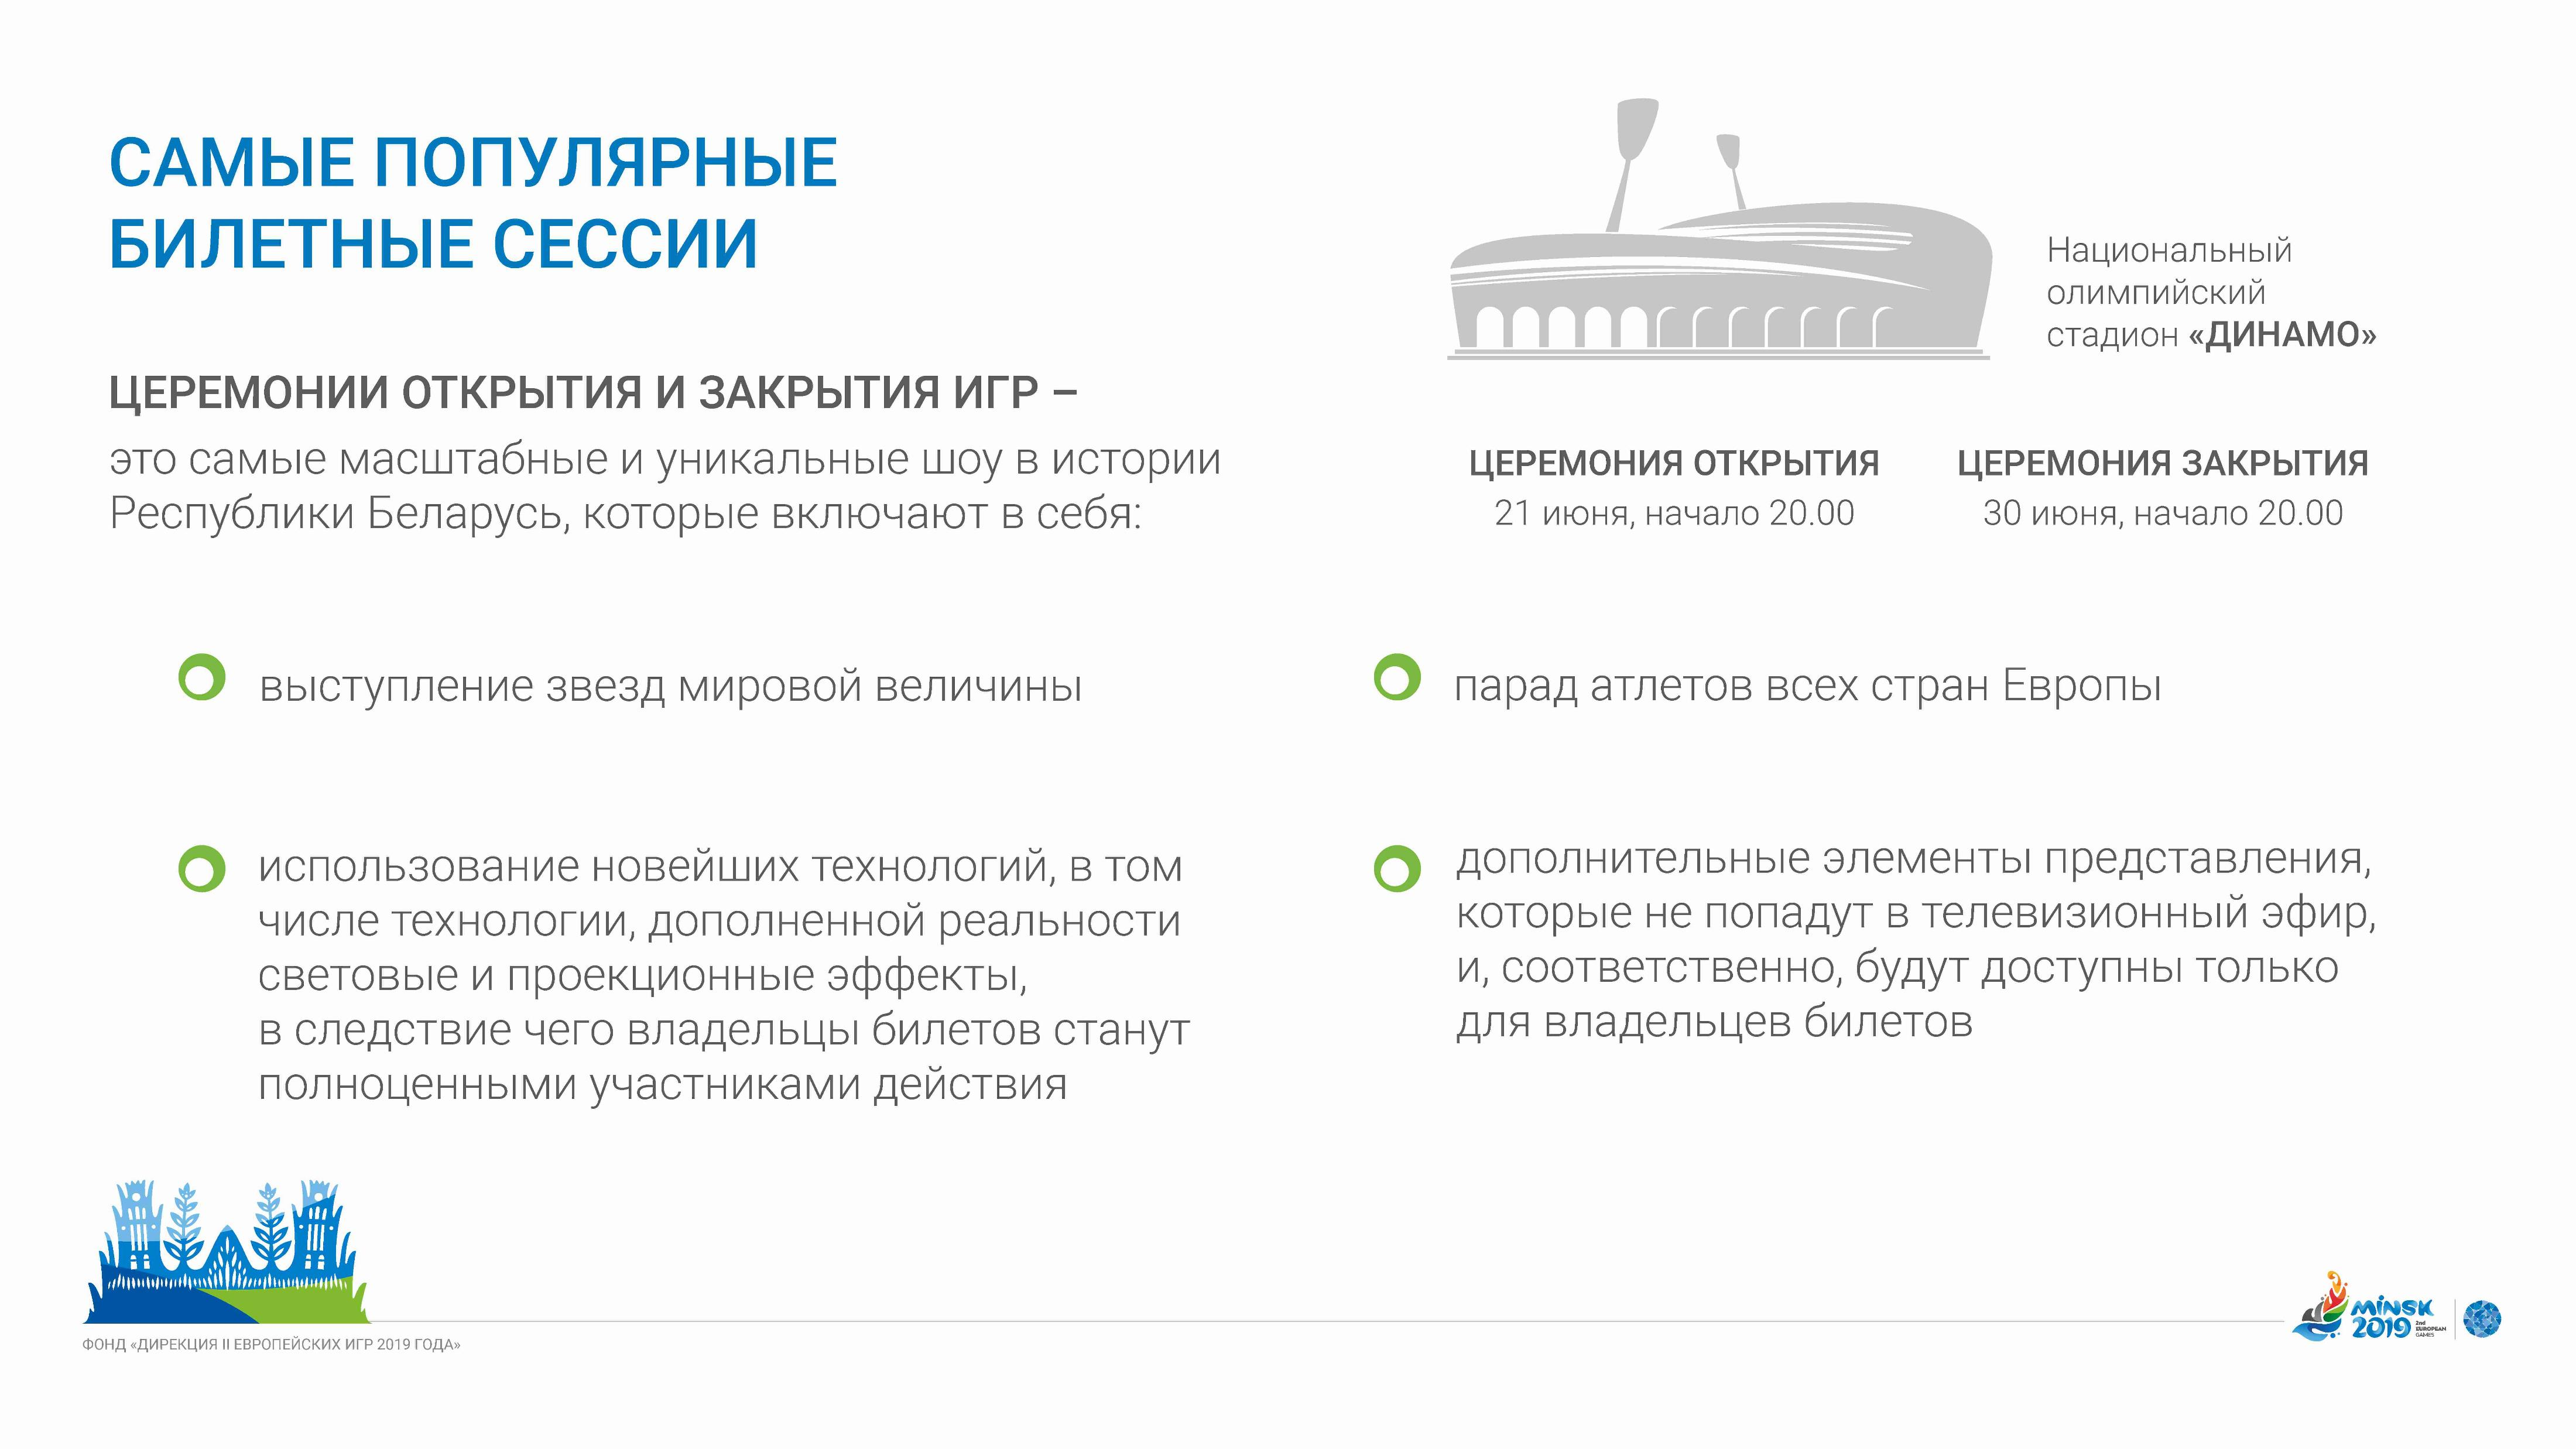 САМЫЕ ПОПУЛЯРНЫЕ
БИЛЕТНЫЕ СЕССИИ
ЦЕРЕМОНИИ ОТКРЫТИЯ И ЗАКРЫТИЯ ИГР –
это самые масштабные и уникальные шоу в истории
Республики Беларусь, которые включают в себя:
Национальный
олимпийский
стадион «ДИНАМО»
ЦЕРЕМОНИЯ ОТКРЫТИЯ
21 июня, начало 20.00
ЦЕРЕМОНИЯ ЗАКРЫТИЯ
30 июня, начало 20.00
выступление звезд мировой величины
парад атлетов всех стран Европы
использование новейших технологий, в том
числе технологии, дополненной реальности
световые и проекционные эффекты,
в следствие чего владельцы билетов станут
полноценными участниками действия
дополнительные элементы представления,
которые не попадут в телевизионный эфир,
и, соответственно, будут доступны только
для владельцев билетов
ФОНД «ДИРЕКЦИЯ II ЕВРОПЕЙСКИХ ИГР 2019 ГОДА»
MINSK
2019
2nd
EUROPEAN
GAMES